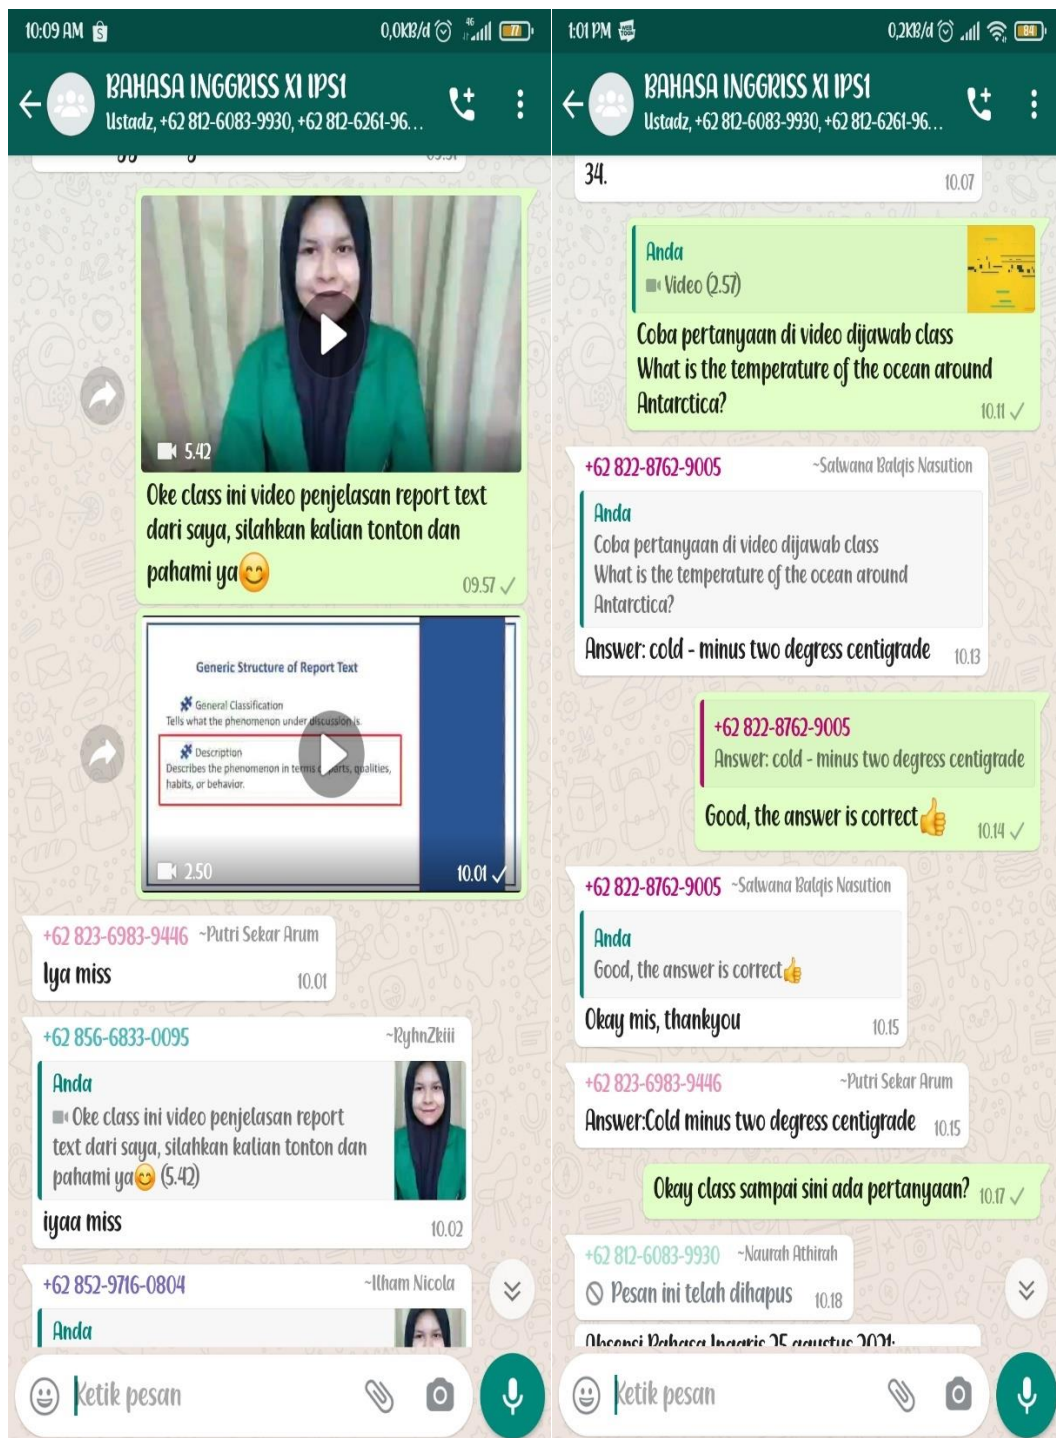 10:09 AM
0,0KB/d
77
BAHASA INGGRISS XI IPS1
Ustadz, +62 812-6083-9930, +62 812-6261-96...
5.42
Oke class ini video penjelasan report text
dari saya, silahkan kalian tonton dan
pahami ya😊
09.57
Generic Structure of Report Text
General Classification
Tells what the phenomenon under discussion is.
Description
Describes the phenomenon in terms of parts, qualities,
habits, or behavior.
2.50
10.01
+62 823-6983-9446 ~Putri Sekar Arum
Iya miss
10.01
+62 856-6833-0095 ~RyhnZkiii
Anda
Oke class ini video penjelasan report
text dari saya, silahkan kalian tonton dan
pahami ya😊 (5.42)
iyaa miss
10.02
+62 852-9716-0804 ~Ilham Nicola
Anda
Ketik pesan
1:01 PM
0,2KB/d
84
BAHASA INGGRISS XI IPS1
Ustadz, +62 812-6083-9930, +62 812-6261-96...
34.
10.07
Anda
Video (2.57)
Coba pertanyaan di video dijawab class
What is the temperature of the ocean around
Antarctica?
10.11
+62 822-8762-9005 ~Salwana Balqis Nasution
Anda
Coba pertanyaan di video dijawab class
What is the temperature of the ocean around
Antarctica?
Answer: cold - minus two degress centigrade
10.13
+62 822-8762-9005
Answer: cold - minus two degress centigrade
Good, the answer is correct👍
10.14
+62 822-8762-9005 ~Salwana Balqis Nasution
Anda
Good, the answer is correct👍
Okay mis, thankyou
10.15
+62 823-6983-9446 ~Putri Sekar Arum
Answer:Cold minus two degress centigrade
10.15
Okay class sampai sini ada pertanyaan?
10.17
+62 812-6083-9930 ~Naurah Athirah
Pesan ini telah dihapus
10.18
Absensi Bahasa Inggris 25 agustus 2021:
Ketik pesan